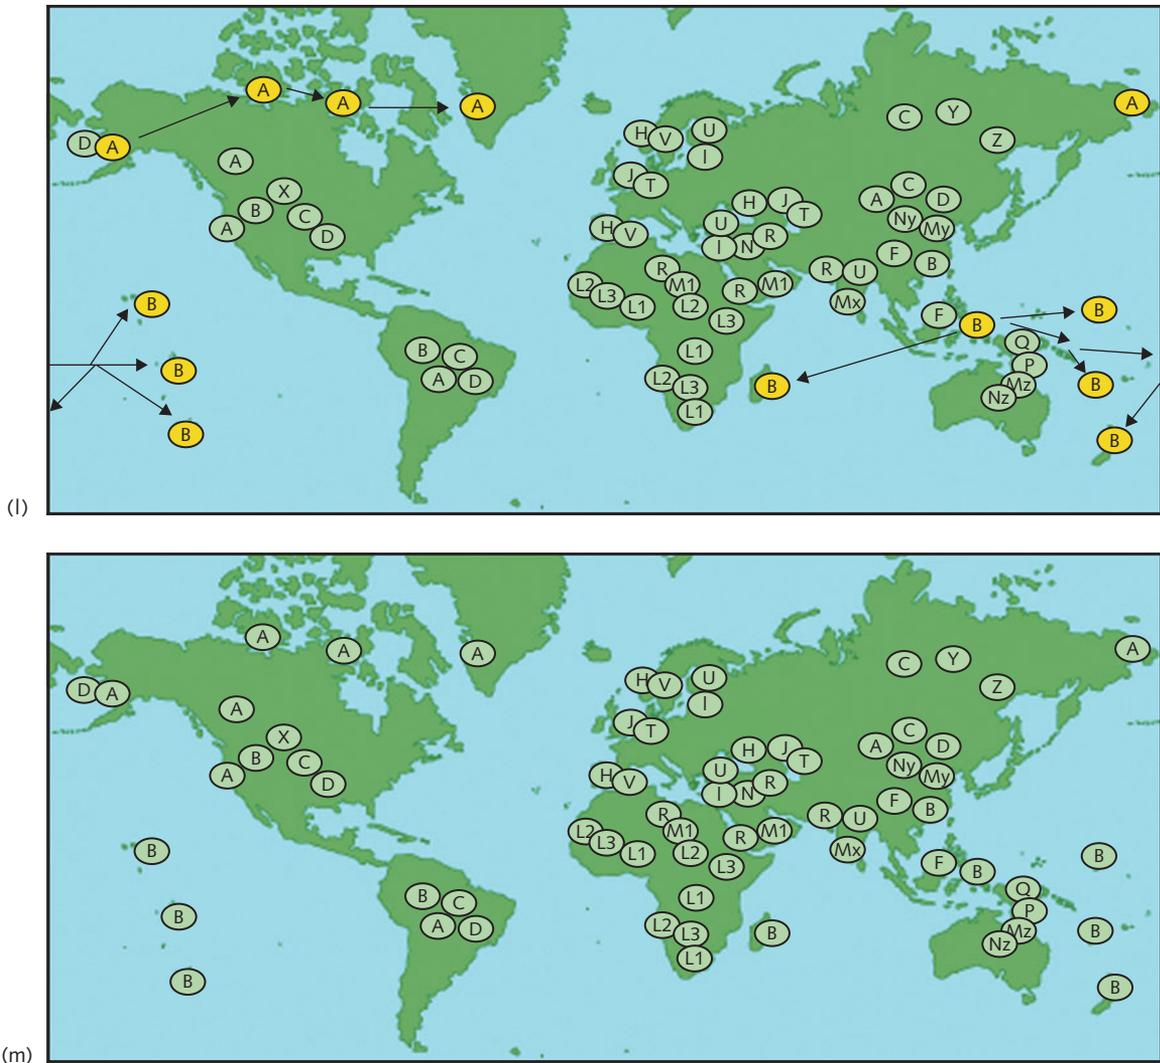 A
A
A
A
D A
H V U
I
C Y
Z
A
X
B C
A D
J T
H J T
U R
I N
H V
A C D
Ny My
F B
R U
Mx
B
L2 L3 L1
R M1
L2
R M1
L3
F B
B
Q
P
Mz
Nz
B C
A D
L1
L2 L3
L1
B
B
B
B
B
(l)
A
A
A
A
D A
H V U
I
C Y
Z
A
X
B C
A D
J T
H J T
U R
I N
H V
A C D
Ny My
F B
R U
Mx
B
L2 L3 L1
R M1
L2
R M1
L3
F B
B
Q
P
Mz
Nz
B C
A D
L1
L2 L3
L1
B
B
B
B
B
(m)